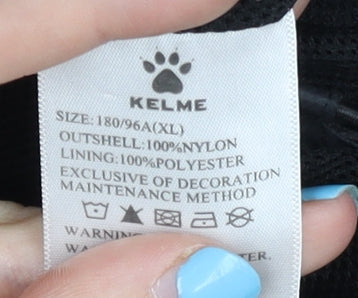 KELME
SIZE: 180/96A(XL)
OUTSHELL: 100%NYLON
LINING: 100%POLYESTER
EXCLUSIVE OF DECORATION
MAINTENANCE METHOD